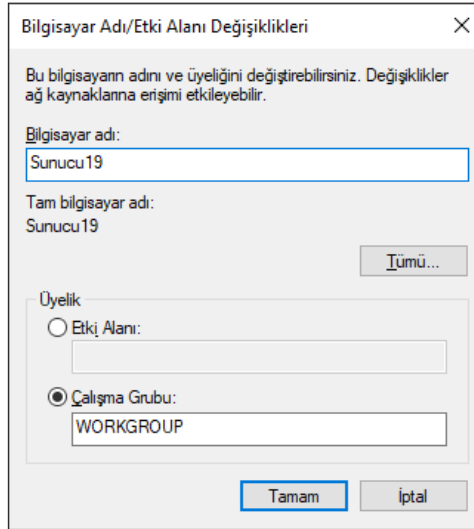 Bilgisayar Adı/Etki Alanı Değişiklikleri
Bu bilgisayarın adını ve üyeliğini değiştirebilirsiniz. Değişiklikler
ağ kaynaklarına erişimi etkileyebilir.
Bilgisayar adı:
Sunucu19
Tam bilgisayar adı:
Sunucu19
Tümü...
Üyelik
Etki Alanı:
Çalışma Grubu:
WORKGROUP
Tamam
İptal